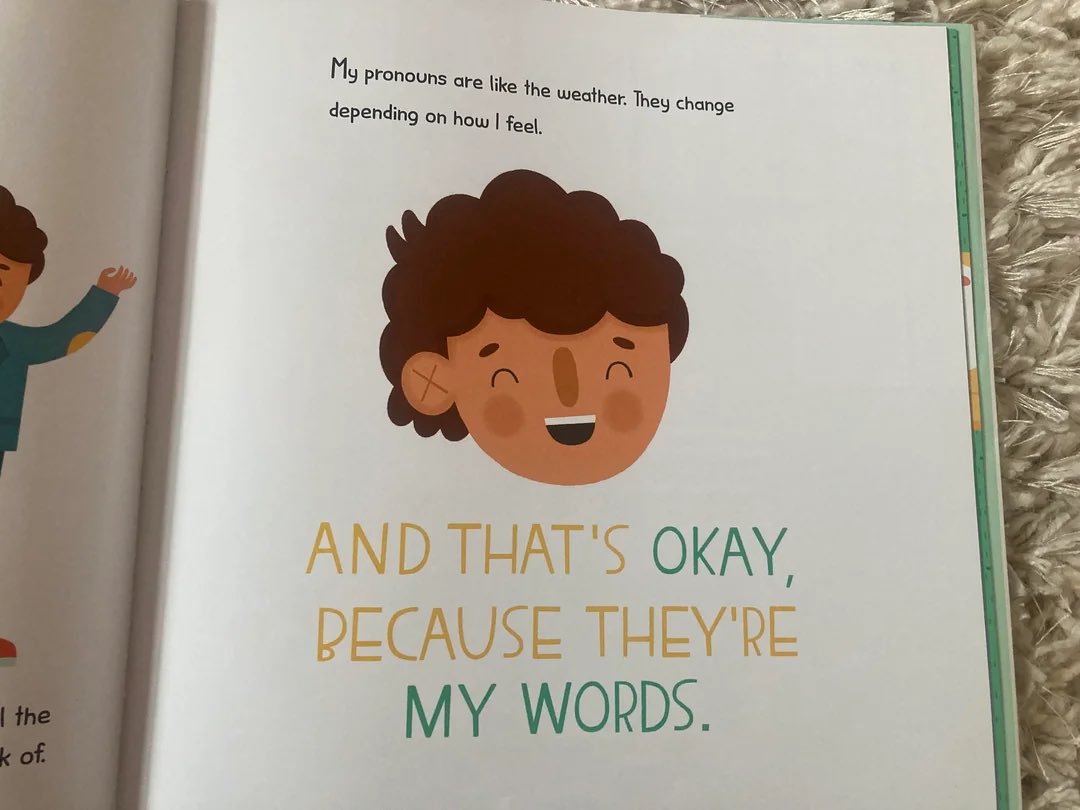 l the
k of.
My pronouns are like the weather. They change
depending on how I feel.
AND THAT'S OKAY,
BECAUSE THEY'RE
MY WORDS.